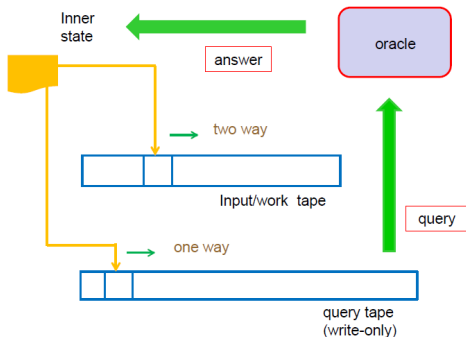 Inner
state
answer
oracle
two way
Input/work tape
query
one way
query tape
(write-only)